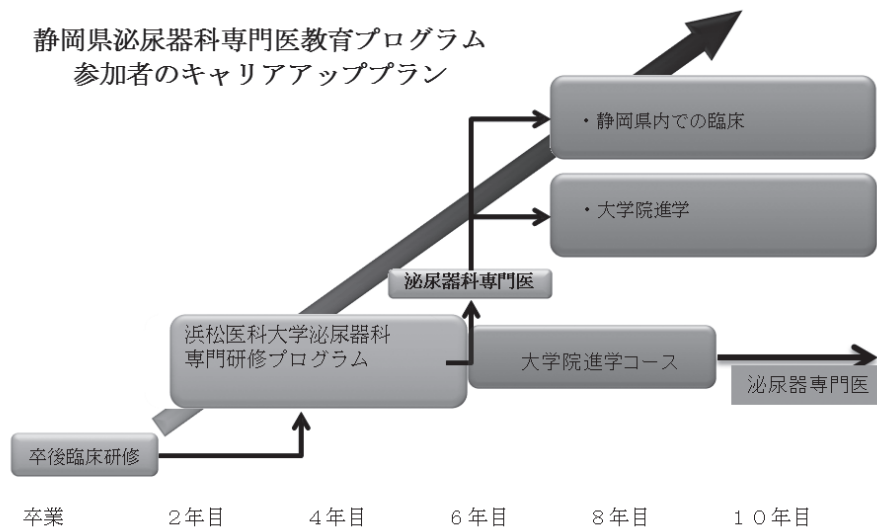 静岡県泌尿器科専門医教育プログラム
参加者のキャリアアッププラン
・静岡県内での臨床
・大学院進学
泌尿器科専門医
浜松医科大学泌尿器科
専門研修プログラム
大学院進学コース
泌尿器専門医
卒後臨床研修
卒業 2年目 4年目 6年目 8年目 10年目